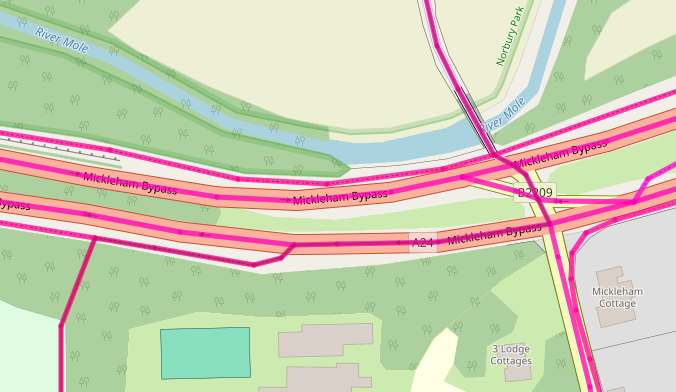 River Mole
Norbury Park
River Mole
Mickleham Bypass
Mickleham Bypass
Mickleham Bypass
B2209
ypass
A24
Mickleham Bypass
Mickleham
Cottage
3 Lodge
Cottages